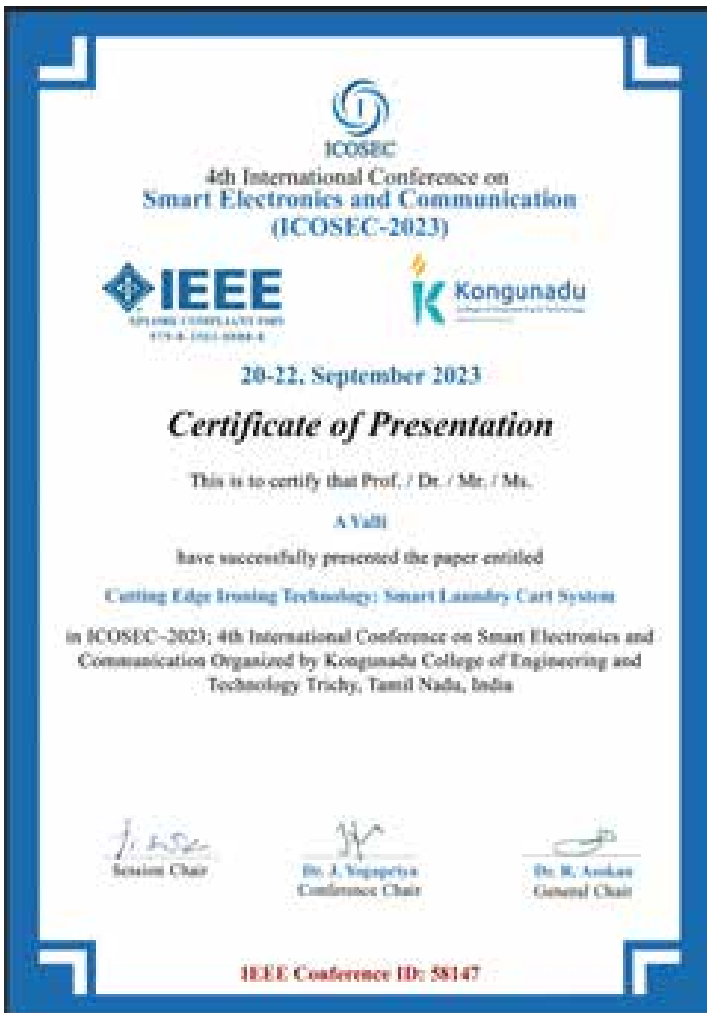 ICOSEC
4th International Conference on
Smart Electronics and Communication
(ICOSEC-2023)
IEEE
Kongunadu
20-22, September 2023
Certificate of Presentation
This is to certify that Prof. / Dr. / Mr. / Ms.
A Valli
have successfully presented the paper entitled
Cutting Edge Ironing Technology: Smart Laundry Cart System
in ICOSEC-2023; 4th International Conference on Smart Electronics and
Communication Organized by Kongunadu College of Engineering and
Technology Trichy, Tamil Nadu, India
Session Chair
Dr. J. Yogapriya
Conference Chair
Dr. R. Asokan
General Chair
IEEE Conference ID: 58147